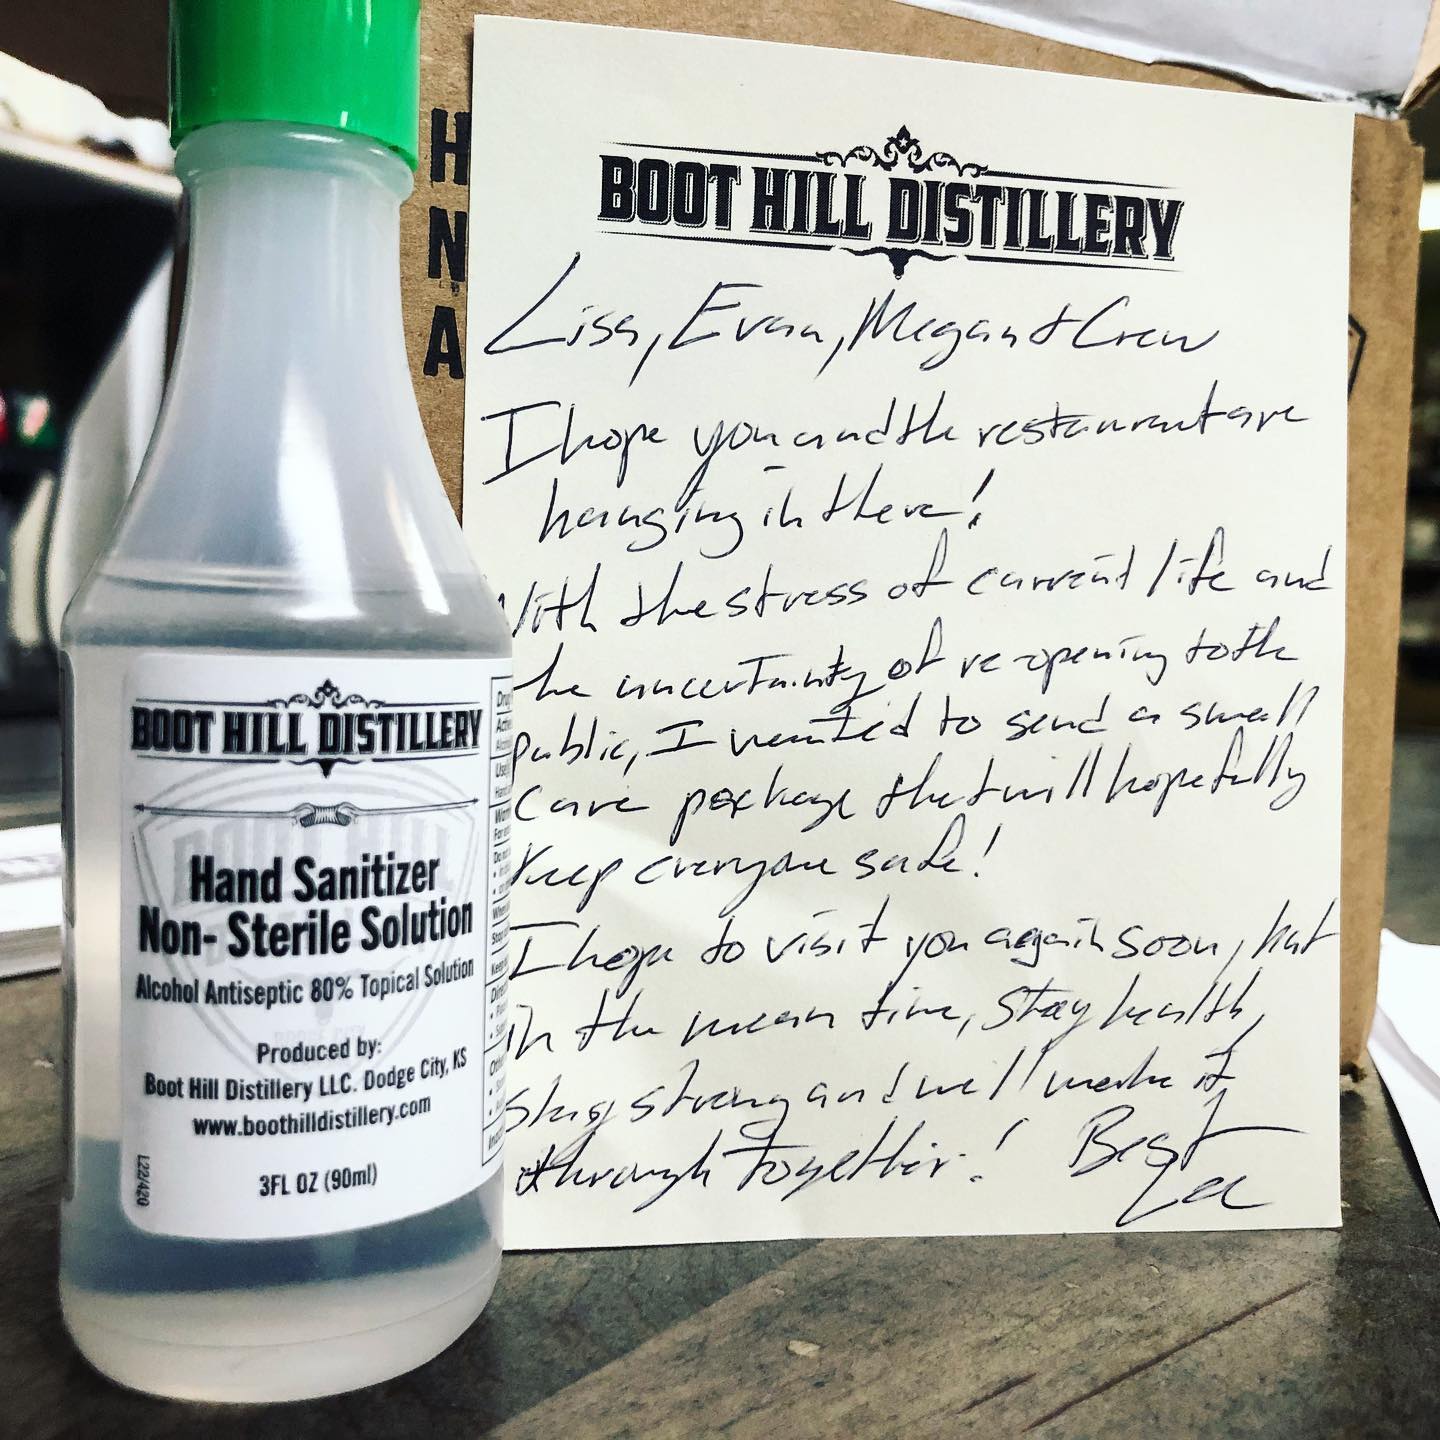 H
N
A
BOOT HILL DISTILLERY
Lisa, Evan, Megan & Crew
I hope you and the restaurant are
hanging in there!
With the stress of current life and
the uncertainty of re-opening to the
public, I wanted to send a small
care package that will hopefully
keep everyone safe!
I hope to visit you again soon, but
in the mean time, stay health,
stay strong and we'll make it
through together! Best
Lee
BOOT HILL DISTILLERY
Hand Sanitizer
Non- Sterile Solution
Alcohol Antiseptic 80% Topical Solution
Produced by:
Boot Hill Distillery LLC. Dodge City, KS
www.boothilldistillery.com
3FL OZ (90ml)
L22/420